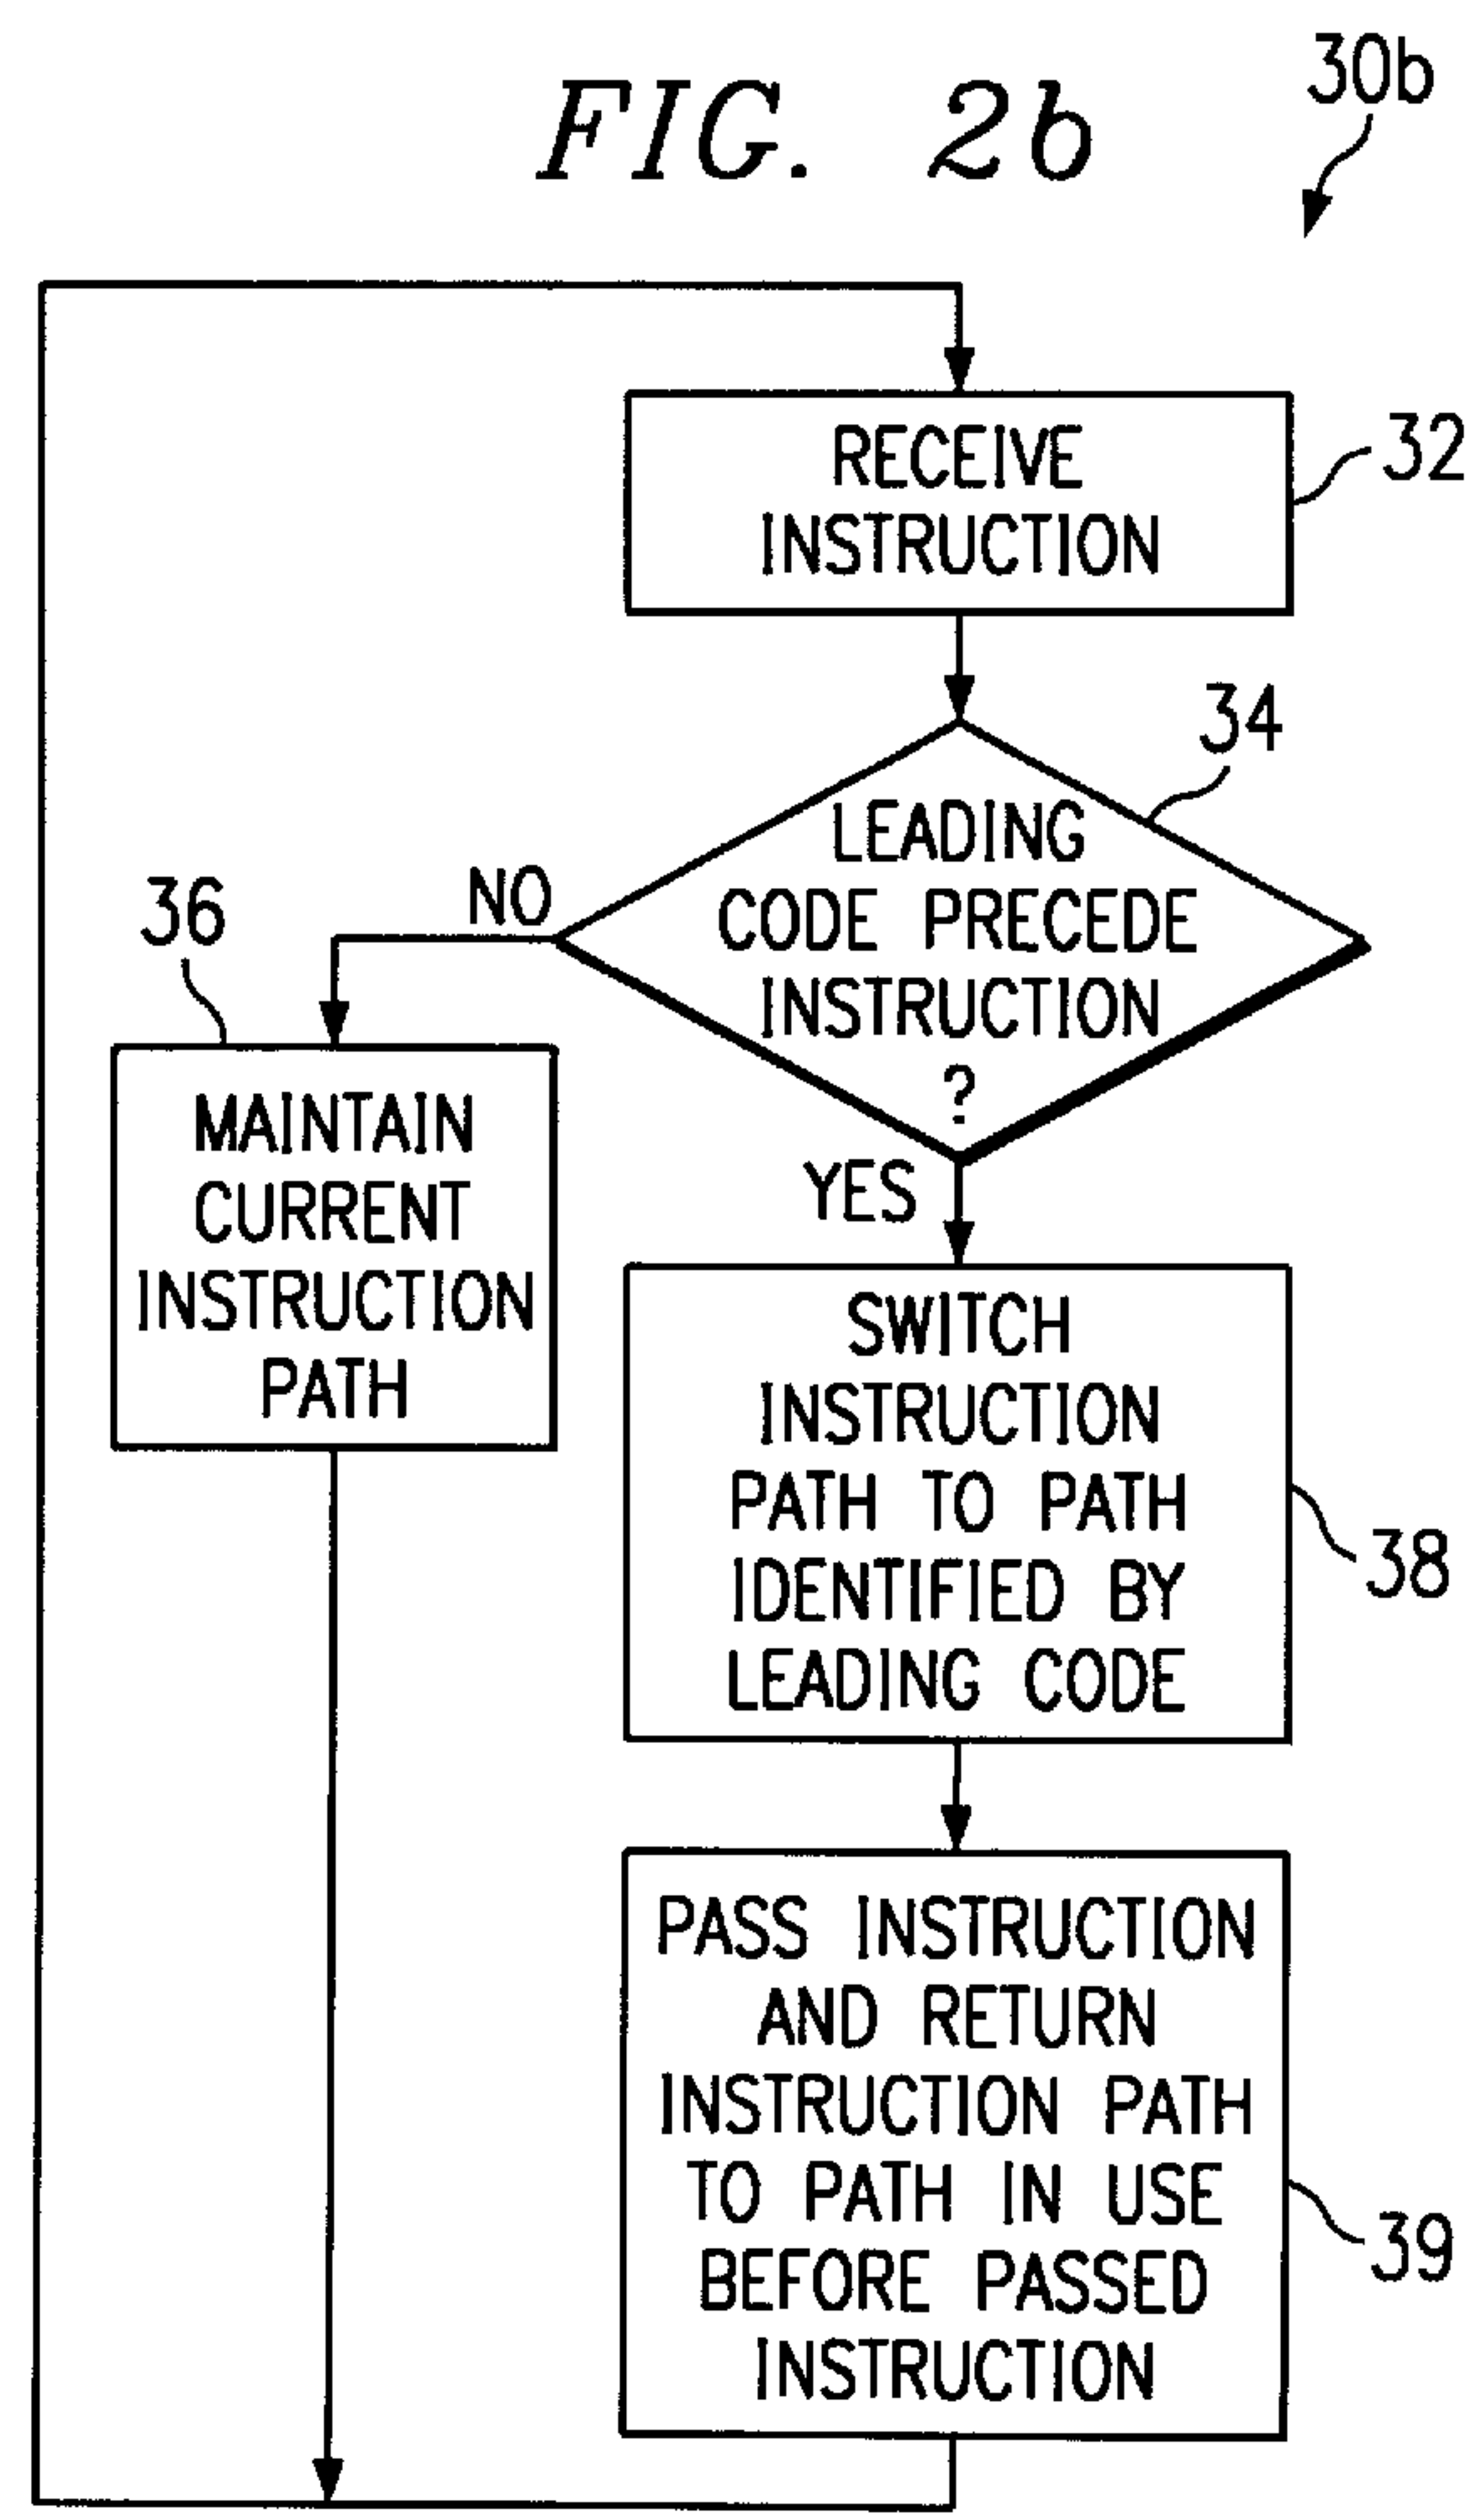 FIG. 2b
30b
RECEIVE
INSTRUCTION
32
34
LEADING
CODE PRECEDE
INSTRUCTION
?
NO
36
YES
MAINTAIN
CURRENT
INSTRUCTION
PATH
SWITCH
INSTRUCTION
PATH TO PATH
IDENTIFIED BY
LEADING CODE
38
PASS INSTRUCTION
AND RETURN
INSTRUCTION PATH
TO PATH IN USE
BEFORE PASSED
INSTRUCTION
39